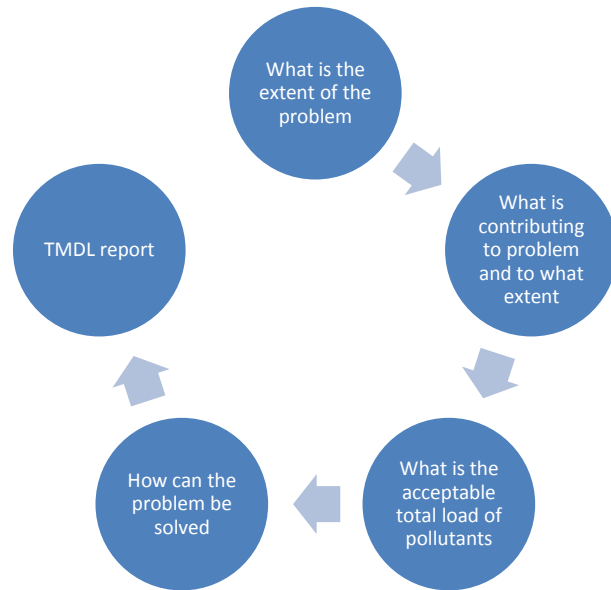 What is the
extent of the
problem
What is
contributing
to problem
and to what
extent
What is the
acceptable
total load of
pollutants
How can the
problem be
solved
TMDL report